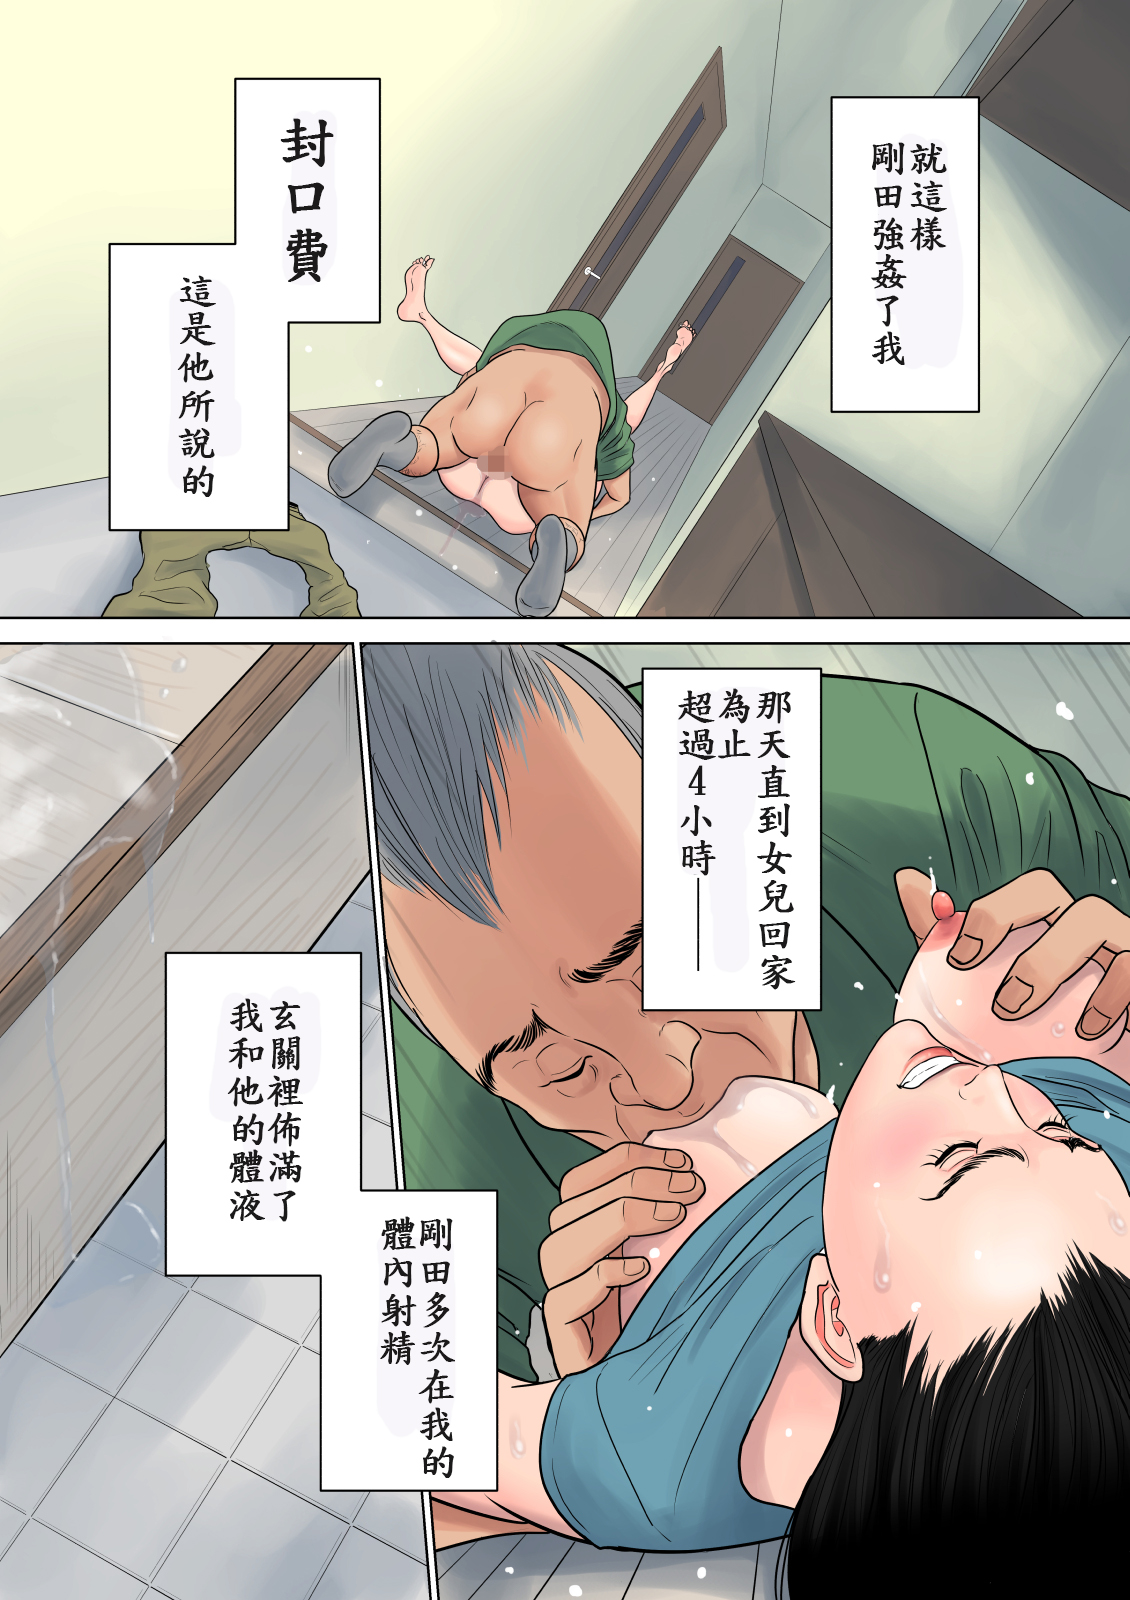 就這樣
剛田強姦了我
封口費
這是他所說的
那天直到女兒回家
為止
超過4小時——
玄關裡佈滿了
我和他的體液
剛田多次在我的
體內射精